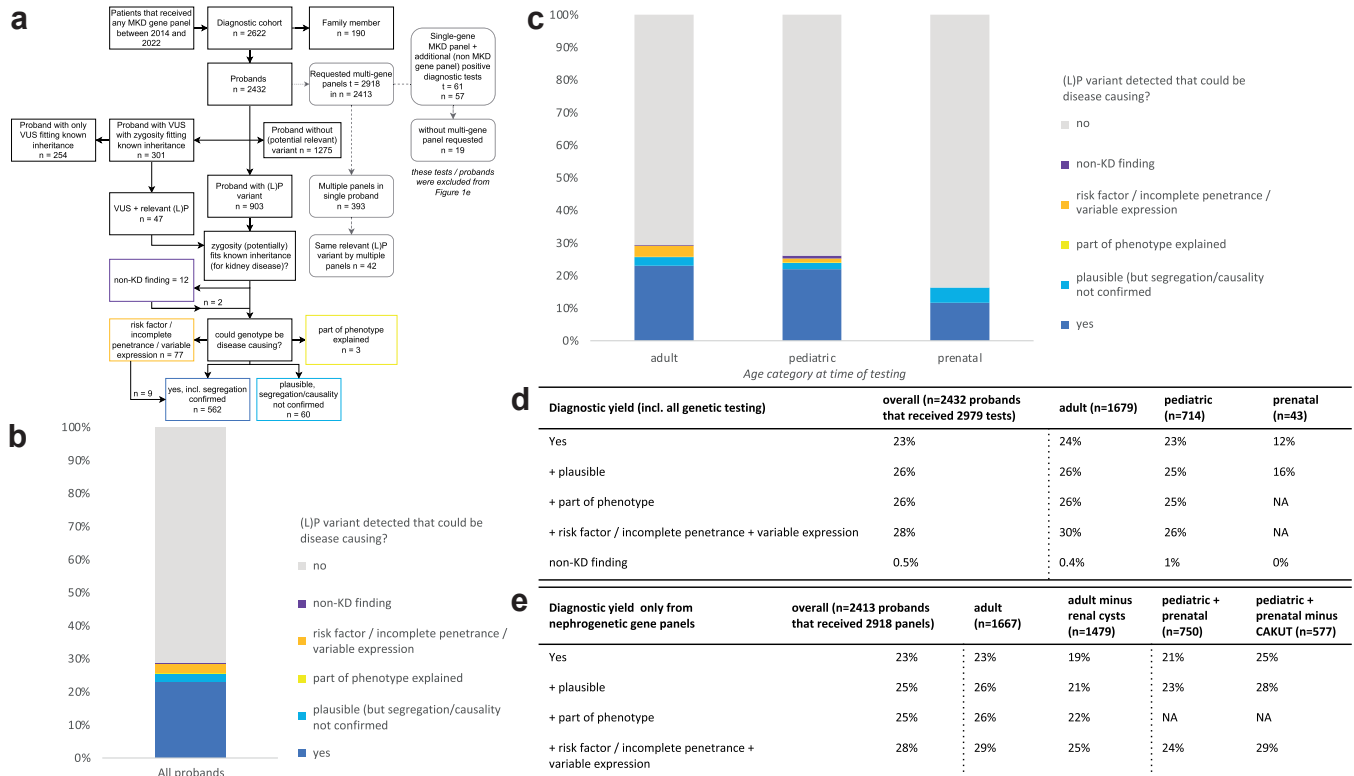 a
Patients that received
any MKD gene panel
between 2014 and
2022
Diagnostic cohort
n = 2622
Family member
n = 190
Single-gene
MKD panel +
additional (non MKD
gene panel) positive
diagnostic tests
t = 61
n = 57
Probands
n = 2432
Requested multi-gene
panels t = 2918
in n = 2413
Proband with only
VUS fitting known
inheritance
n = 254
Proband with VUS
with zygosity fitting
known inheritance
n = 301
Proband without
(potential relevant)
variant n = 1275
without multi-gene
panel requested
n = 19
these tests / probands
were excluded from
Figure 1e
VUS + relevant (L)P
n = 47
Proband with (L)P
variant
n = 903
Multiple panels in
single proband
n = 393
zygosity (potentially)
fits known inheritance
(for kidney disease)?
Same relevant (L)P
variant by multiple
panels n = 42
non-KD finding = 12
n = 2
risk factor /
incomplete
penetrance / variable
expression n = 77
could genotype be
disease causing?
part of phenotype
explained
n = 3
n = 9
yes, incl. segregation
confirmed
n = 562
plausible,
segregation/causality
not confirmed
n = 60
b
100%
90%
80%
70%
60%
50%
40%
30%
20%
10%
0%
All probands
(L)P variant detected that could be
disease causing?
no
non-KD finding
risk factor / incomplete penetrance /
variable expression
part of phenotype explained
plausible (but segregation/causality
not confirmed
yes
c
100%
90%
80%
70%
60%
50%
40%
30%
20%
10%
0%
adult pediatric prenatal
Age category at time of testing
(L)P variant detected that could be
disease causing?
no
non-KD finding
risk factor / incomplete penetrance /
variable expression
part of phenotype explained
plausible (but segregation/causality
not confirmed
yes
d
Diagnostic yield (incl. all genetic testing) overall (n=2432 probands that received 2979 tests) adult (n=1679) pediatric (n=714) prenatal (n=43)
Yes 23% 24% 23% 12%
+ plausible 26% 26% 25% 16%
+ part of phenotype 26% 26% 25% NA
+ risk factor / incomplete penetrance + variable expression 28% 30% 26% NA
non-KD finding 0.5% 0.4% 1% 0%
e
Diagnostic yield only from nephrogenetic gene panels overall (n=2413 probands that received 2918 panels) adult (n=1667) adult minus renal cysts (n=1479) pediatric + prenatal (n=750) pediatric + prenatal minus CAKUT (n=577)
Yes 23% 23% 19% 21% 25%
+ plausible 25% 26% 21% 23% 28%
+ part of phenotype 25% 26% 22% NA NA
+ risk factor / incomplete penetrance +
variable expression 28% 29% 25% 24% 29%